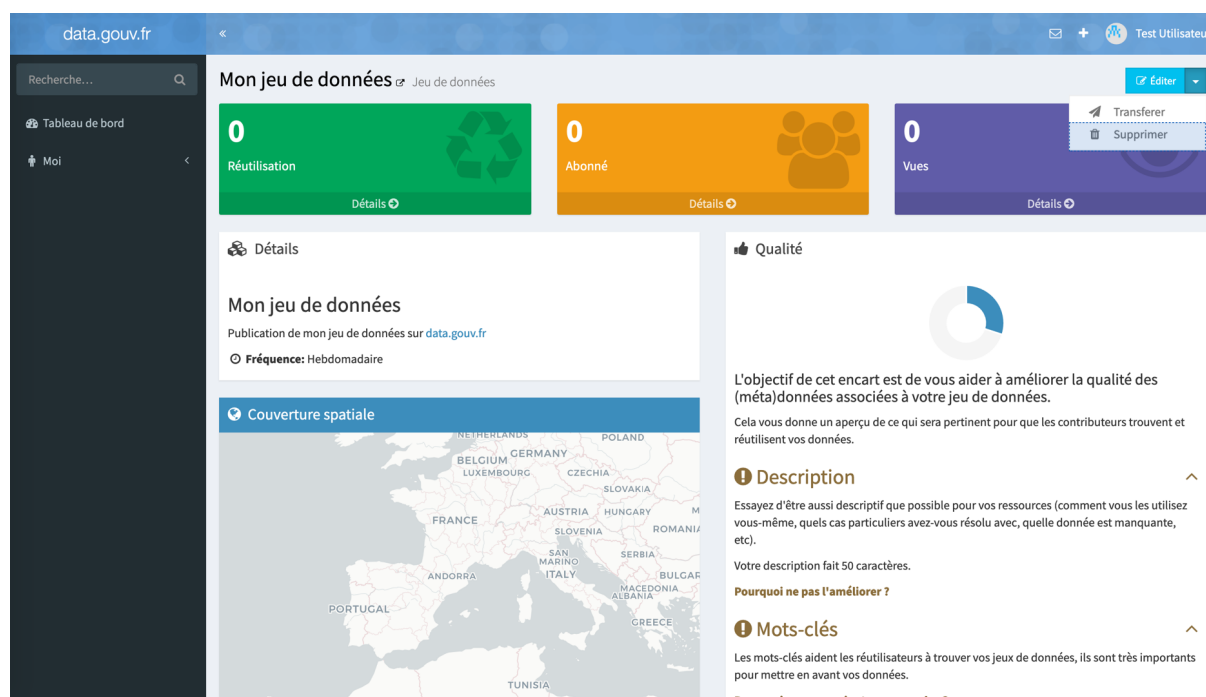 data.gouv.fr
«
Test Utilisateu
Recherche...
Tableau de bord
Moi
Mon jeu de données Jeu de données
Éditer
Transferer
Supprimer
0
Réutilisation
Détails
0
Abonné
Détails
0
Vues
Détails
Détails
Mon jeu de données
Publication de mon jeu de données sur data.gouv.fr
Fréquence: Hebdomadaire
Couverture spatiale
NETHERLANDS
POLAND
BELGIUM
GERMANY
LUXEMBOURG
CZECHIA
SLOVAKIA
AUSTRIA
HUNGARY
M
FRANCE
SLOVENIA
ROMANIA
SAN
MARINO
SERBIA
ANDORRA
ITALY
BULGAR
MACEDONIA
ALBANIA
PORTUGAL
GREECE
TUNISIA
Qualité
L'objectif de cet encart est de vous aider à améliorer la qualité des
(méta)données associées à votre jeu de données.
Cela vous donne un aperçu de ce qui sera pertinent pour que les contributeurs trouvent et
réutilisent vos données.
Description
Essayez d'être aussi descriptif que possible pour vos ressources (comment vous les utilisez
vous-même, quels cas particuliers avez-vous résolu avec, quelle donnée est manquante,
etc).
Votre description fait 50 caractères.
Pourquoi ne pas l'améliorer ?
Mots-clés
Les mots-clés aident les réutilisateurs à trouver vos jeux de données, ils sont très importants
pour mettre en avant vos données.